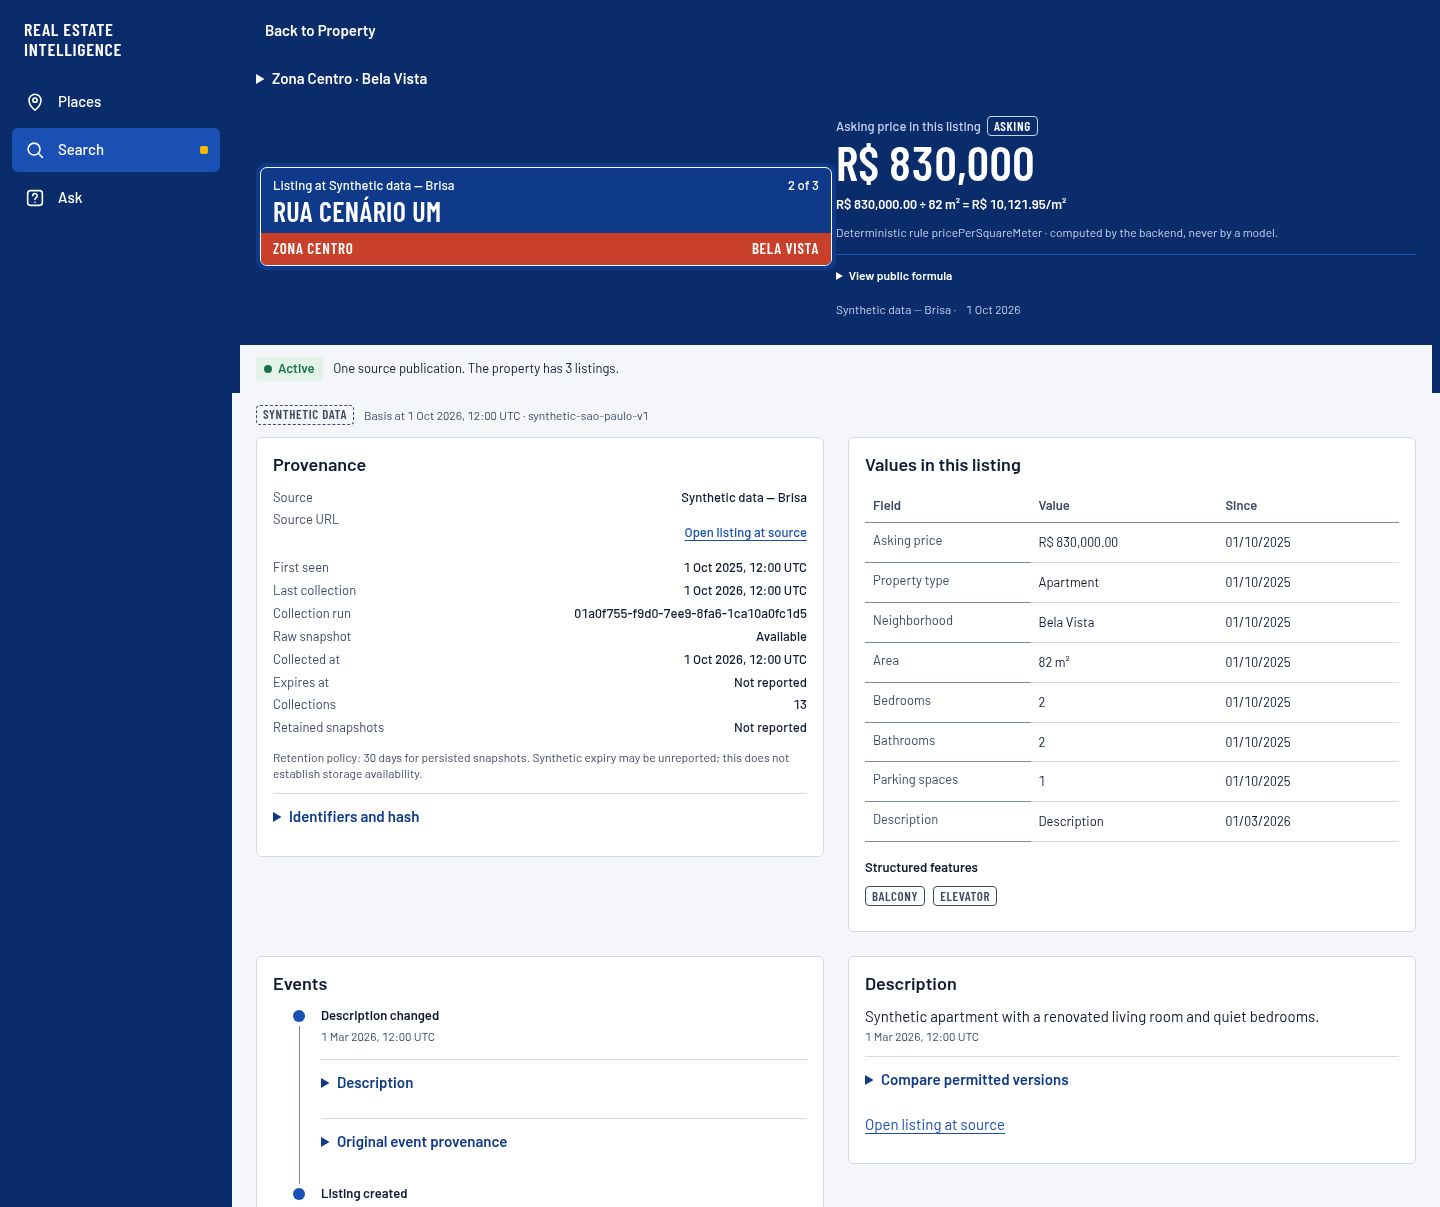 REAL ESTATE
INTELLIGENCE
Places
Search
Ask
Back to Property
Zona Centro · Bela Vista
Listing at Synthetic data — Brisa
2 of 3
RUA CENÁRIO UM
ZONA CENTRO
BELA VISTA
Asking price in this listing ASKING
R$ 830,000
R$ 830,000.00 ÷ 82 m² = R$ 10,121.95/m²
Deterministic rule pricePerSquareMeter · computed by the backend, never by a model.
View public formula
Synthetic data — Brisa · 1 Oct 2026
Active
One source publication. The property has 3 listings.
SYNTHETIC DATA
Basis at 1 Oct 2026, 12:00 UTC · synthetic-sao-paulo-v1
Provenance
Source Synthetic data — Brisa
Source URL
Open listing at source
First seen 1 Oct 2025, 12:00 UTC
Last collection 1 Oct 2026, 12:00 UTC
Collection run 01a0f755-f9d0-7ee9-8fa6-1ca10a0fc1d5
Raw snapshot Available
Collected at 1 Oct 2026, 12:00 UTC
Expires at Not reported
Collections 13
Retained snapshots Not reported
Retention policy: 30 days for persisted snapshots. Synthetic expiry may be unreported; this does not
establish storage availability.
Identifiers and hash
Values in this listing
Field Value Since
Asking price R$ 830,000.00 01/10/2025
Property type Apartment 01/10/2025
Neighborhood Bela Vista 01/10/2025
Area 82 m² 01/10/2025
Bedrooms 2 01/10/2025
Bathrooms 2 01/10/2025
Parking spaces 1 01/10/2025
Description Description 01/03/2026
Structured features
BALCONY ELEVATOR
Events
Description changed
1 Mar 2026, 12:00 UTC
Description
Original event provenance
Listing created
Description
Synthetic apartment with a renovated living room and quiet bedrooms.
1 Mar 2026, 12:00 UTC
Compare permitted versions
Open listing at source